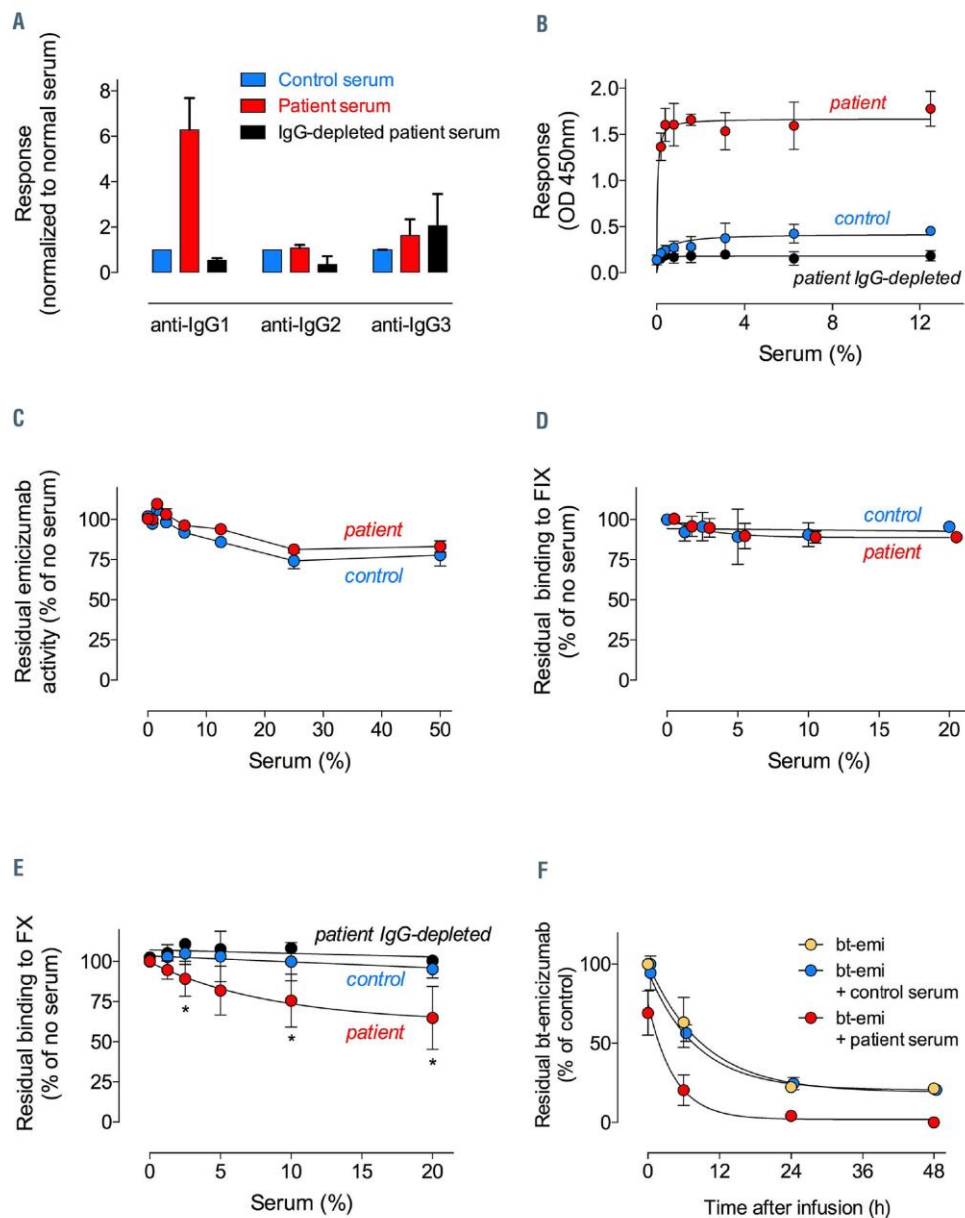 A
Response
(normalized to normal serum)
8
6
4
2
0
Control serum
Patient serum
IgG-depleted patient serum
anti-IgG1
anti-IgG2
anti-IgG3
B
Response
(OD 450nm)
2.0
1.5
1.0
0.5
0.0
patient
control
patient IgG-depleted
0
4
8
12
Serum (%)
C
Residual emicizumab
activity (% of no serum)
100
75
50
25
patient
control
0
10
20
30
40
50
Serum (%)
D
Residual binding to FIX
(% of no serum)
100
75
50
25
control
patient
0
5
10
15
20
Serum (%)
E
Residual binding to FX
(% of no serum)
100
75
50
25
patient IgG-depleted
control
patient
*
*
*
0
5
10
15
20
Serum (%)
F
Residual bt-emicizumab
(% of control)
100
50
0
bt-emi
bt-emi
+ control serum
bt-emi
+ patient serum
0
12
24
36
48
Time after infusion (h)